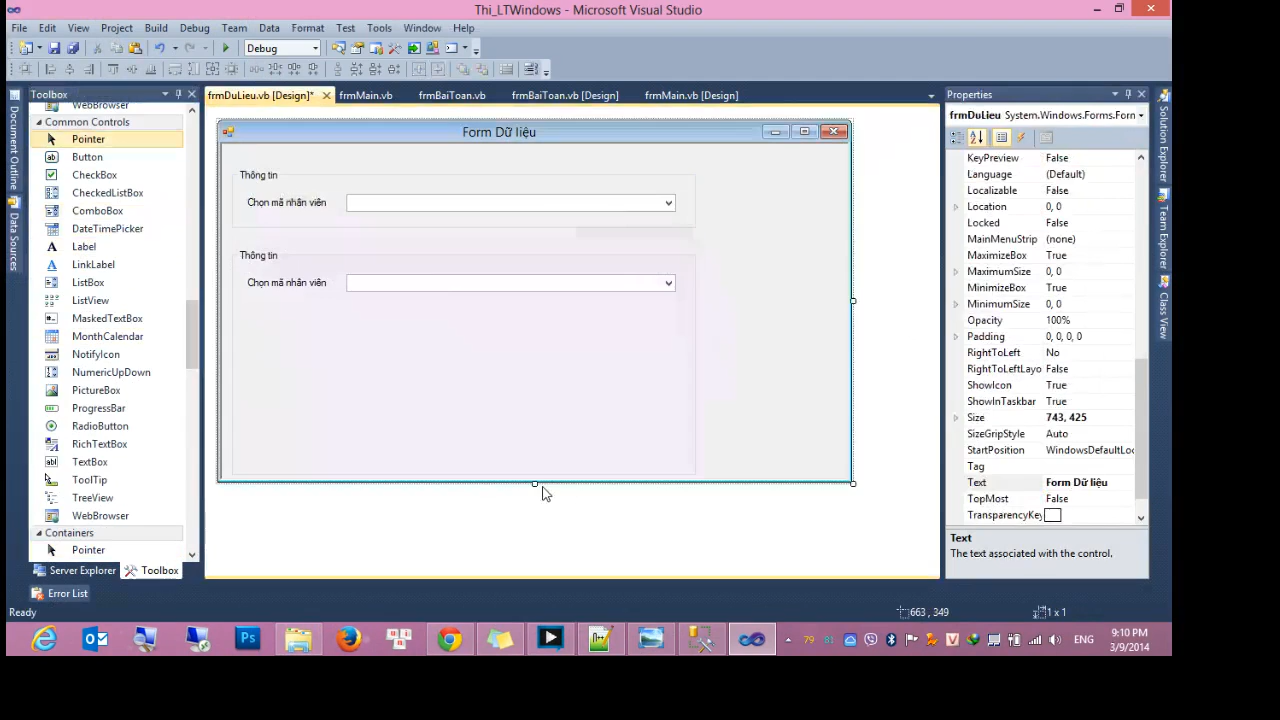 Thi_LTWindows - Microsoft Visual Studio
File Edit View Project Build Debug Team Data Format Test Tools Window Help
Debug
Toolbox
frmDuLieu.vb [Design]* frmMain.vb frmBaiToan.vb frmBaiToan.vb [Design] frmMain.vb [Design]
Properties
Document Outline
Data Sources
WebBrowser
Common Controls
Pointer
Button
CheckBox
CheckedListBox
ComboBox
DateTimePicker
Label
LinkLabel
ListBox
ListView
MaskedTextBox
MonthCalendar
NotifyIcon
NumericUpDown
PictureBox
ProgressBar
RadioButton
RichTextBox
TextBox
ToolTip
TreeView
WebBrowser
Containers
Pointer
Server Explorer Toolbox
Form Dữ liệu
Thông tin
Chọn mã nhân viên
Thông tin
Chọn mã nhân viên
frmDuLieu System.Windows.Forms.Form
KeyPreview False
Language (Default)
Localizable False
Location 0, 0
Locked False
MainMenuStrip (none)
MaximizeBox True
MaximumSize 0, 0
MinimizeBox True
MinimumSize 0, 0
Opacity 100%
Padding 0, 0, 0, 0
RightToLeft No
RightToLeftLayo False
ShowIcon True
ShowInTaskbar True
Size 743, 425
SizeGripStyle Auto
StartPosition WindowsDefaultLoc
Tag
Text Form Dữ liệu
TopMost False
TransparencyKey
Text
The text associated with the control.
Solution Explorer
Team Explorer
Class View
Error List
Ready 663 , 349 1 x 1
Ps 79 81 V ENG
9:10 PM
3/9/2014